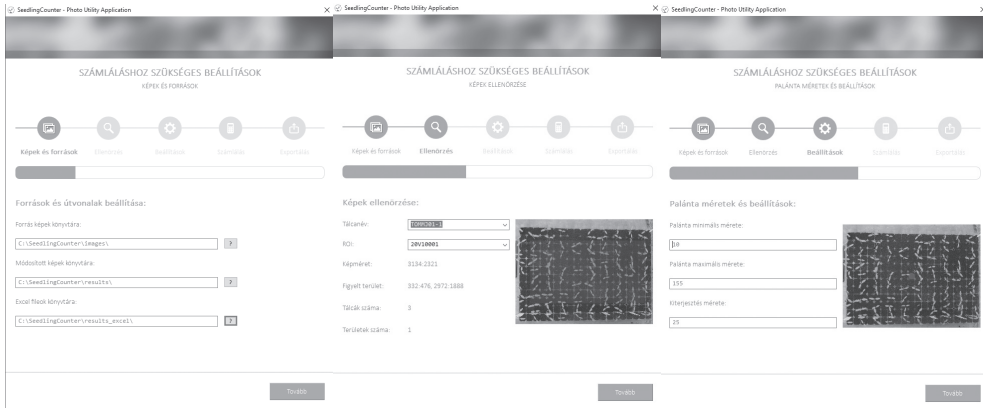 SeedlingCounter - Photo Utility Application
SZÁMLÁLÁSHOZ SZÜKSÉGES BEÁLLÍTÁSOK
KÉPEK ÉS FORRÁSOK
Képek és források Ellenőrzés Beállítások Számlálás Exportálás
Források és útvonalak beállítása:
Forrás képek könyvtára:
C:\SeedlingCounter\images\
Módosított képek könyvtára:
C:\SeedlingCounter\results\
Excel fileok könyvtára:
C:\SeedlingCounter\results_excel\
Tovább
SeedlingCounter - Photo Utility Application
SZÁMLÁLÁSHOZ SZÜKSÉGES BEÁLLÍTÁSOK
KÉPEK ELLENŐRZÉSE
Képek és források Ellenőrzés Beállítások Számlálás Exportálás
Képek ellenőrzése:
Tálcanév:
ROI: 20V10001
Képméret: 3134:2321
Figyelt terület: 332:476, 2972:1888
Tálcák száma: 3
Területek száma: 1
Tovább
SeedlingCounter - Photo Utility Application
SZÁMLÁLÁSHOZ SZÜKSÉGES BEÁLLÍTÁSOK
PALÁNTA MÉRETEK ÉS BEÁLLÍTÁSOK
Képek és források Ellenőrzés Beállítások Számlálás Exportálás
Palánta méretek és beállítások:
Palánta minimális mérete:
10
Palánta maximális mérete:
155
Kiterjesztés mérete:
25
Tovább